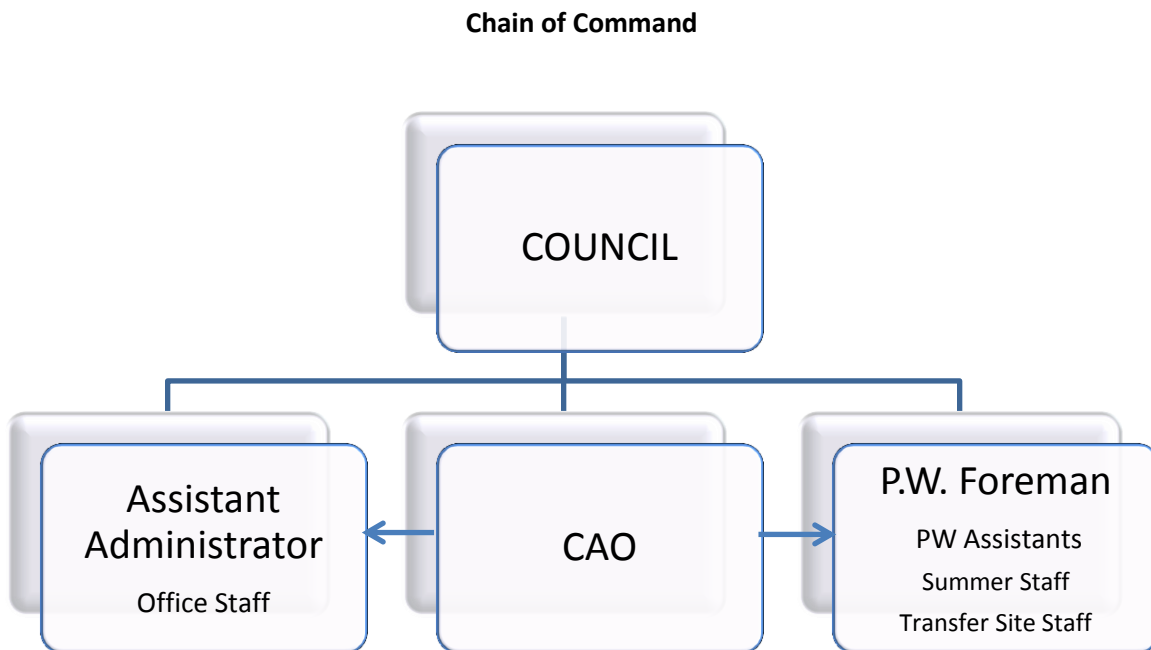 Chain of Command
COUNCIL
Assistant
Administrator
Office Staff
CAO
P.W. Foreman
PW Assistants
Summer Staff
Transfer Site Staff